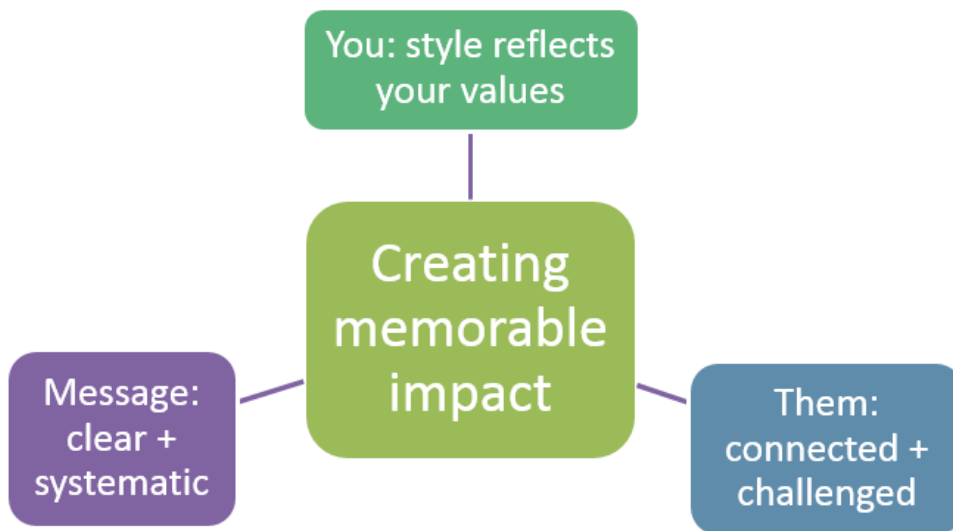 You: style reflects
your values
Creating
memorable
impact
Message:
clear +
systematic
Them:
connected +
challenged